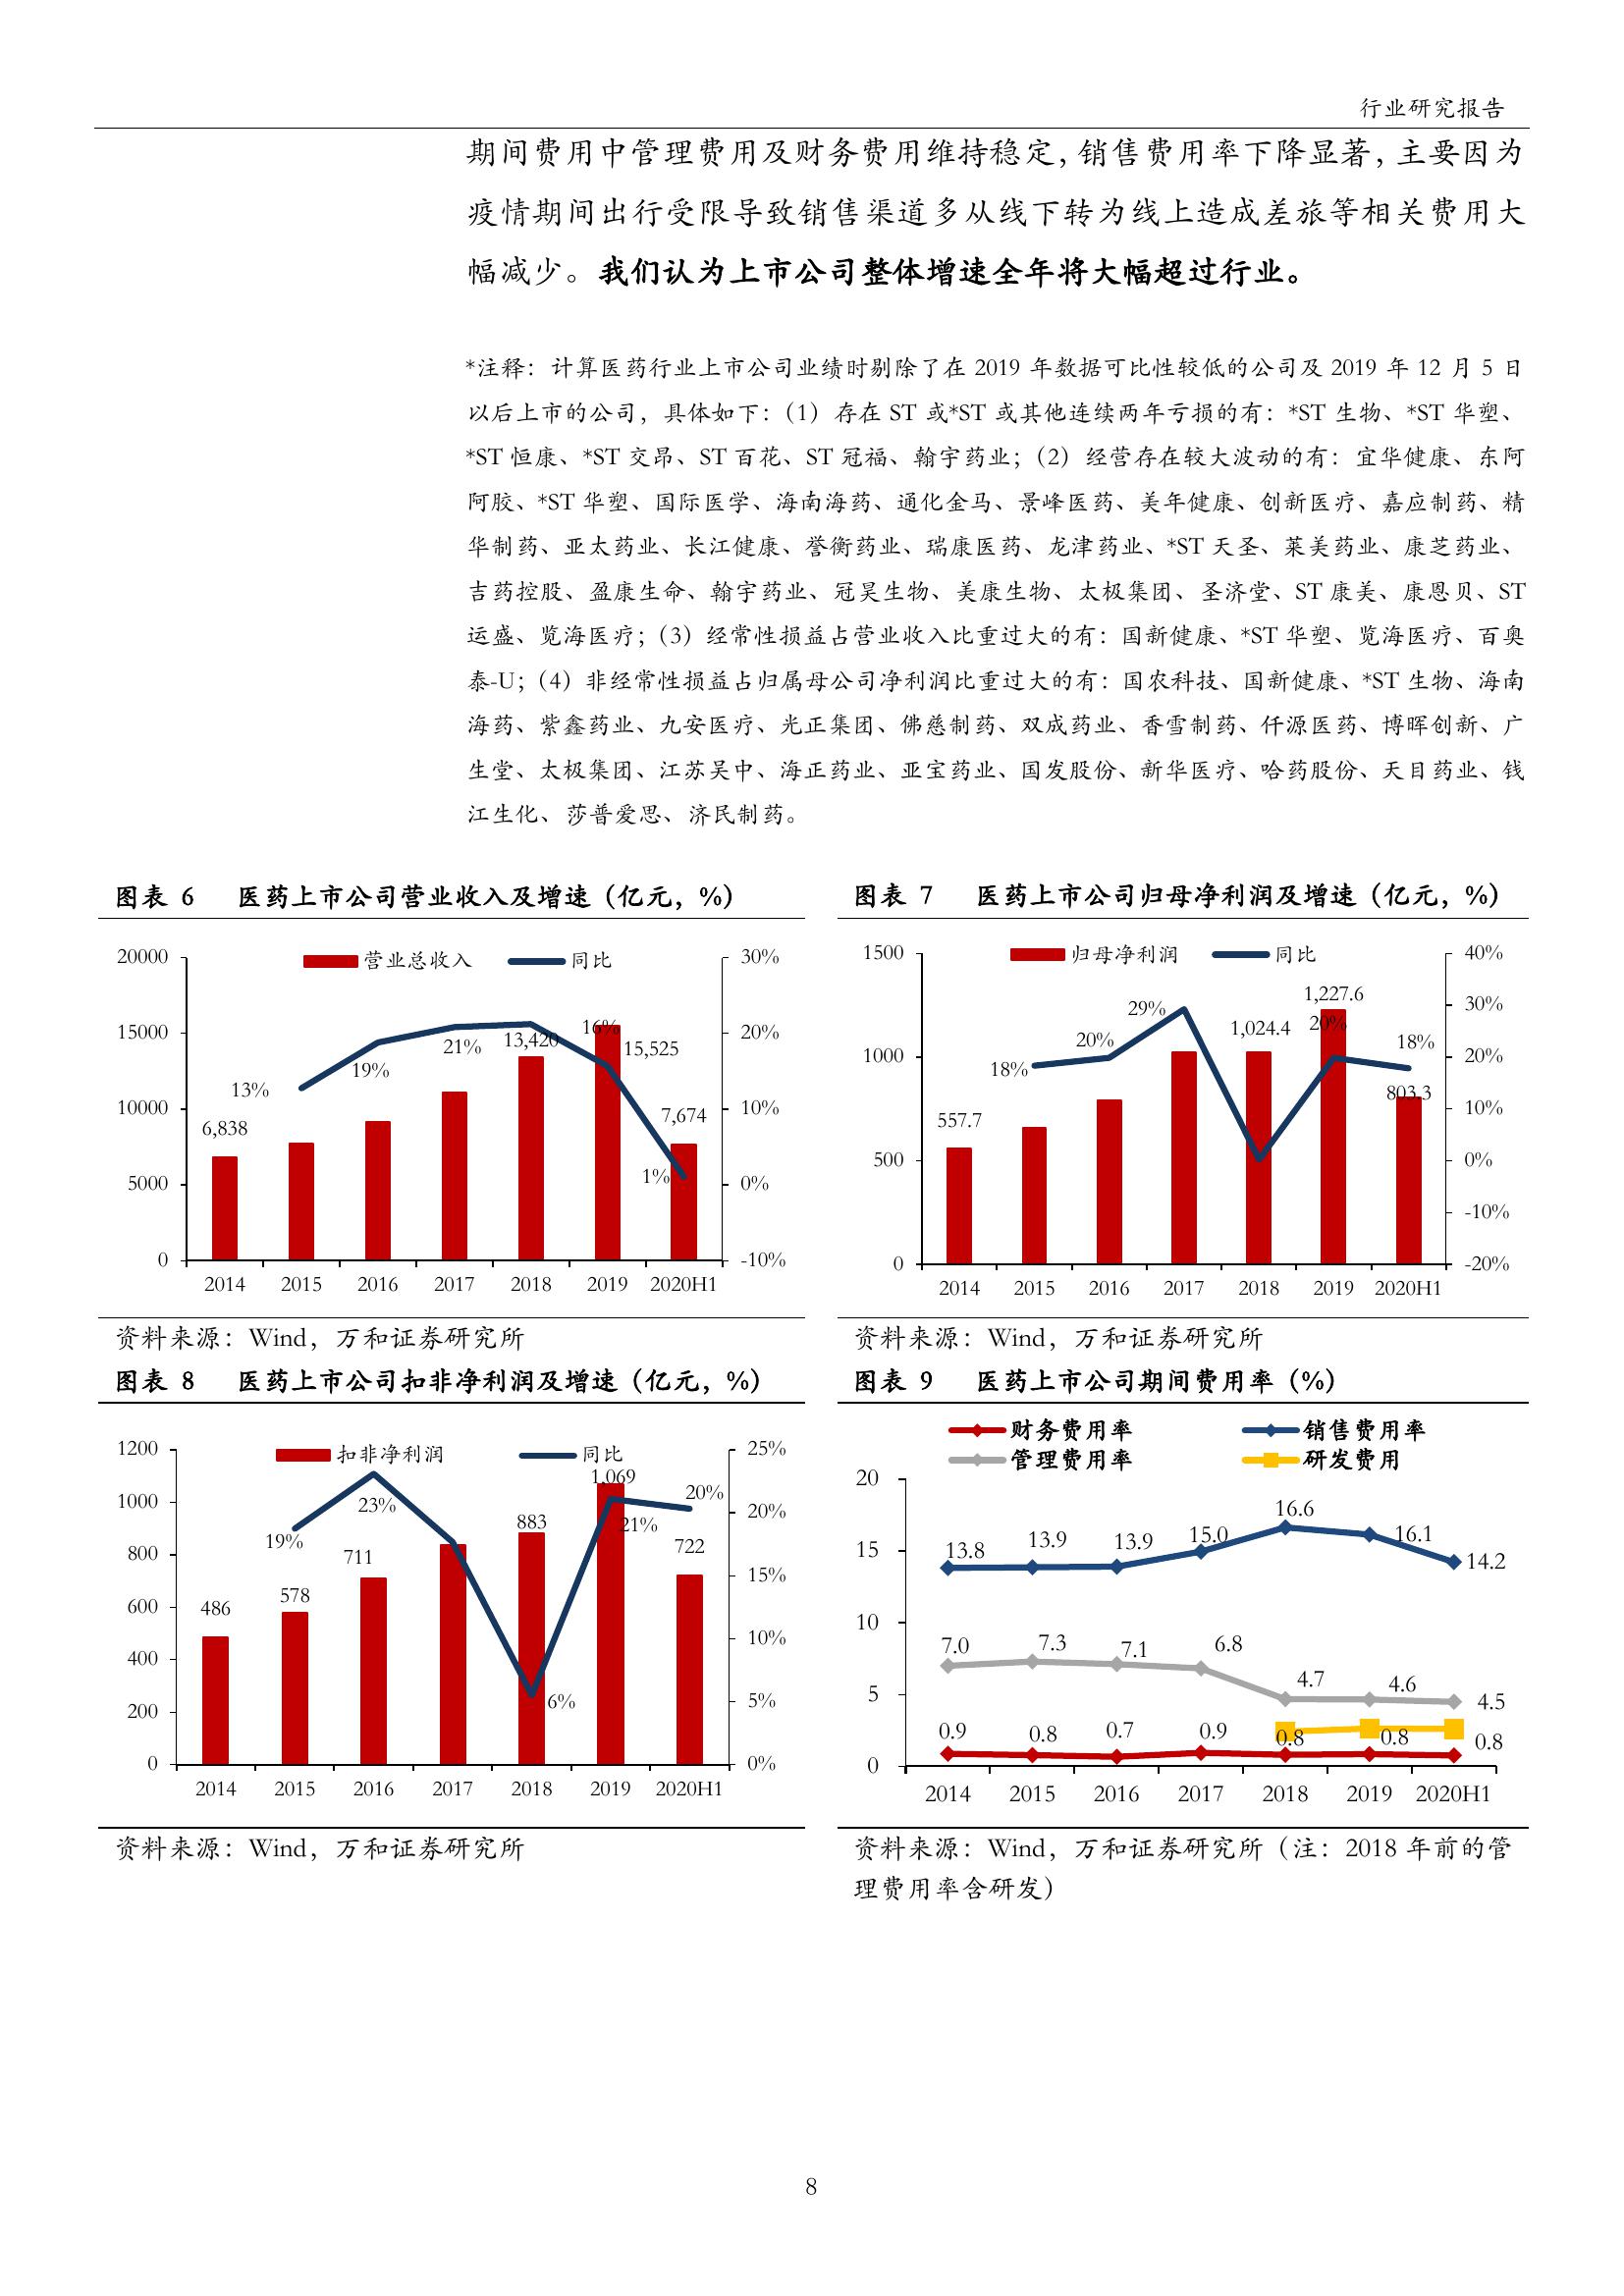 行业研究报告
期间费用中管理费用及财务费用维持稳定，销售费用率下降显著，主要因为
疫情期间出行受限导致销售渠道多从线下转为线上造成差旅等相关费用大
幅减少。我们认为上市公司整体增速全年将大幅超过行业。
*注释：计算医药行业上市公司业绩时剔除了在 2019 年数据可比性较低的公司及 2019 年 12 月 5 日
以后上市的公司，具体如下：（1）存在 ST 或*ST 或其他连续两年亏损的有：*ST 生物、*ST 华塑、
*ST 恒康、*ST 交昂、ST 百花、ST 冠福、翰宇药业；（2）经营存在较大波动的有：宜华健康、东阿
阿胶、*ST 华塑、国际医学、海南海药、通化金马、景峰医药、美年健康、创新医疗、嘉应制药、精
华制药、亚太药业、长江健康、誉衡药业、瑞康医药、龙津药业、*ST 天圣、莱美药业、康芝药业、
吉药控股、盈康生命、翰宇药业、冠昊生物、美康生物、太极集团、圣济堂、ST 康美、康恩贝、ST
运盛、览海医疗；（3）经常性损益占营业收入比重过大的有：国新健康、*ST 华塑、览海医疗、百奥
泰-U；（4）非经常性损益占归属母公司净利润比重过大的有：国农科技、国新健康、*ST 生物、海南
海药、紫鑫药业、九安医疗、光正集团、佛慈制药、双成药业、香雪制药、仟源医药、博晖创新、广
生堂、太极集团、江苏吴中、海正药业、亚宝药业、国发股份、新华医疗、哈药股份、天目药业、钱
江生化、莎普爱思、济民制药。
图表 6 医药上市公司营业收入及增速（亿元，%）
营业总收入 同比
20000
15000
10000
5000
0
30%
20%
10%
0%
-10%
6,838
13,420
15,525
7,674
13%
19%
21%
16%
1%
2014 2015 2016 2017 2018 2019 2020H1
资料来源：Wind，万和证券研究所
图表 7 医药上市公司归母净利润及增速（亿元，%）
归母净利润 同比
1500
1000
500
0
40%
30%
20%
10%
0%
-10%
-20%
557.7
1,024.4
1,227.6
803.3
18%
20%
29%
20%
18%
2014 2015 2016 2017 2018 2019 2020H1
资料来源：Wind，万和证券研究所
图表 8 医药上市公司扣非净利润及增速（亿元，%）
扣非净利润 同比
1200
1000
800
600
400
200
0
25%
20%
15%
10%
5%
0%
486
578
711
883
1,069
722
19%
23%
6%
21%
20%
2014 2015 2016 2017 2018 2019 2020H1
资料来源：Wind，万和证券研究所
图表 9 医药上市公司期间费用率（%）
财务费用率 销售费用率
管理费用率 研发费用
20
15
10
5
0
13.8 13.9 13.9 15.0 16.6 16.1 14.2
7.0 7.3 7.1 6.8 4.7 4.6 4.5
0.9 0.8 0.7 0.9 0.8 0.8 0.8
2014 2015 2016 2017 2018 2019 2020H1
资料来源：Wind，万和证券研究所（注：2018 年前的管
理费用率含研发）
8